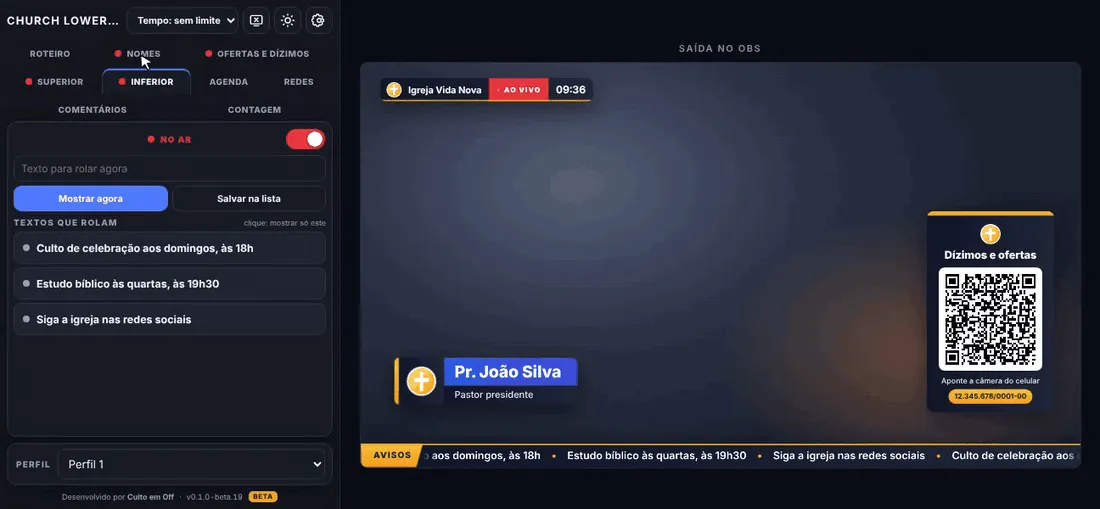 CHURCH LOWER...
Tempo: sem limite
ROTEIRO
NOMES
OFERTAS E DÍZIMOS
SUPERIOR
INFERIOR
AGENDA
REDES
COMENTÁRIOS
CONTAGEM
NO AR
Texto para rolar agora
Mostrar agora
Salvar na lista
TEXTOS QUE ROLAM
clique: mostrar só este
Culto de celebração aos domingos, às 18h
Estudo bíblico às quartas, às 19h30
Siga a igreja nas redes sociais
PERFIL
Perfil 1
Desenvolvido por Culto em Off · v0.1.0-beta.19 BETA
SAÍDA NO OBS
Igreja Vida Nova
AO VIVO
09:36
Dízimos e ofertas
Aponte a câmera do celular
12.345.678/0001-90
Pr. João Silva
Pastor presidente
AVISOS
aos domingos, às 18h • Estudo bíblico às quartas, às 19h30 • Siga a igreja nas redes sociais • Culto de celebração aos